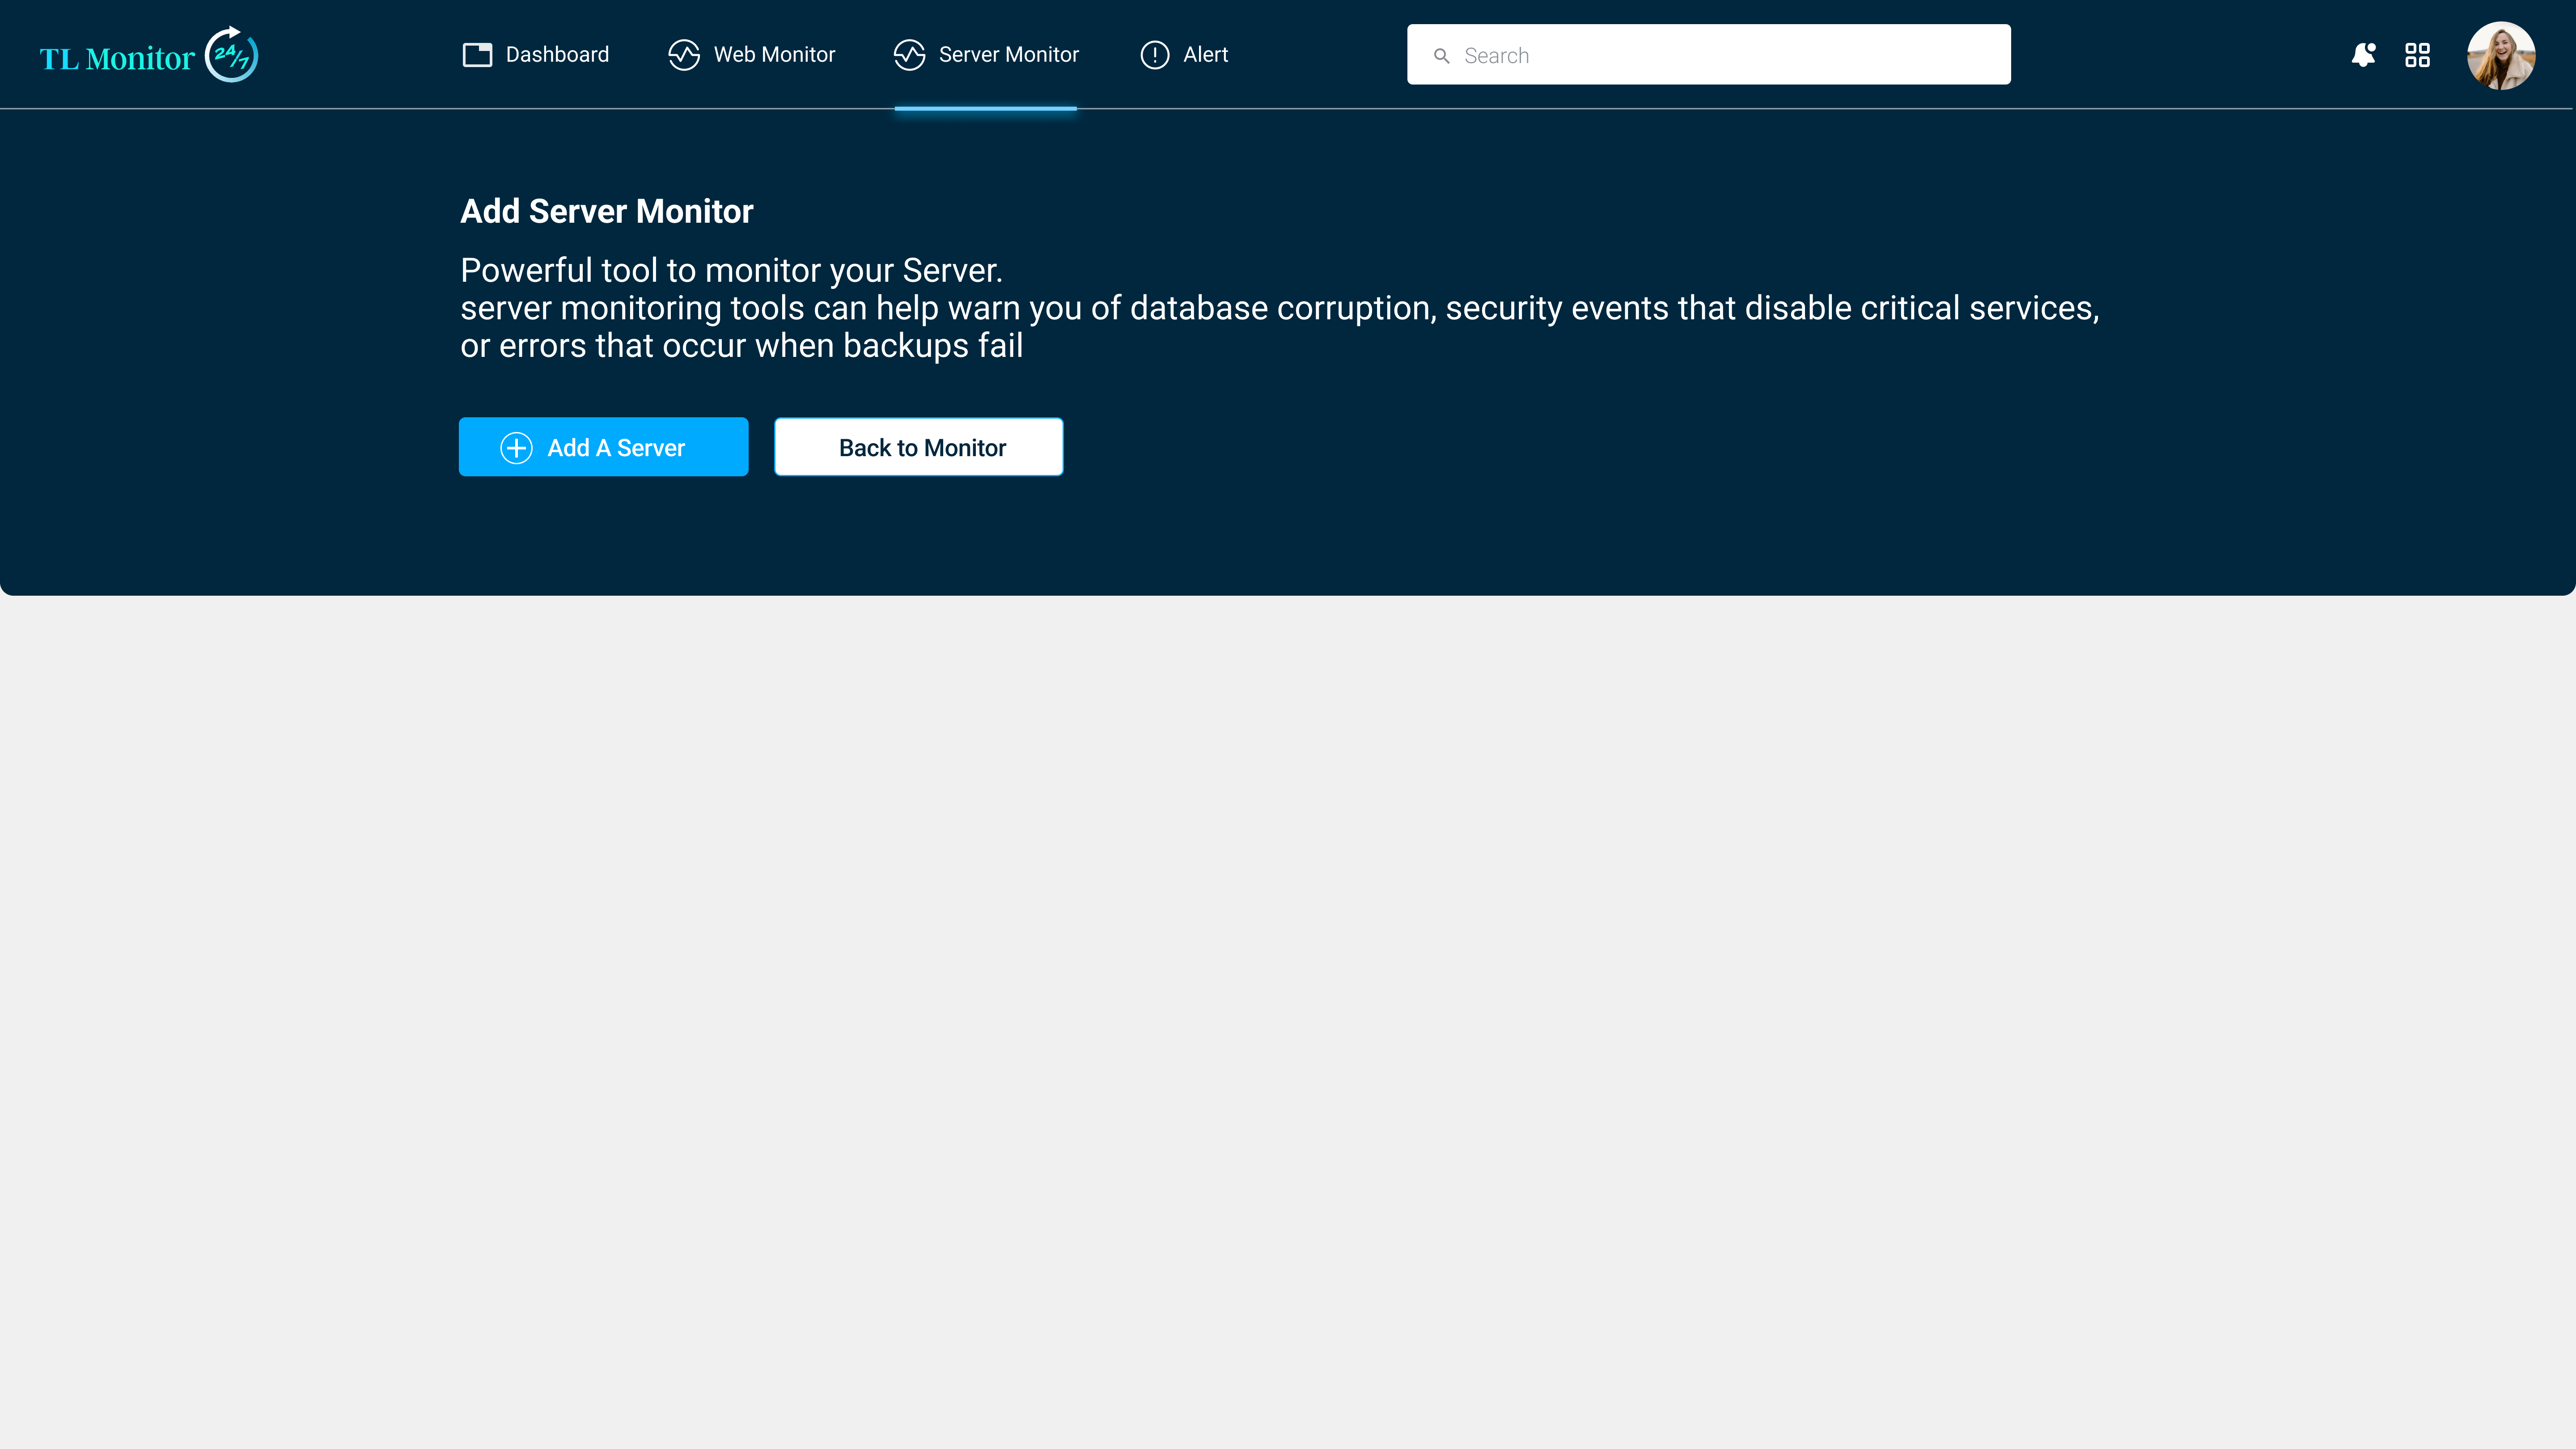 TL Monitor 24/7
Dashboard
Web Monitor
Server Monitor
Alert
Search
Add Server Monitor
Powerful tool to monitor your Server.
server monitoring tools can help warn you of database corruption, security events that disable critical services,
or errors that occur when backups fail
Add A Server
Back to Monitor